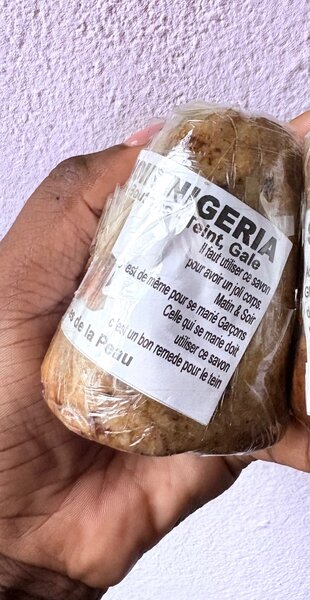 NIGERIA
Teint, Gale
Il faut utiliser ce savon
pour avoir un joli corps.
Matin & Soir
est de même pour se marié Garçons
Celle qui se marie doit
utiliser ce savon
c'est un bon remede pour le tein
de la Peau